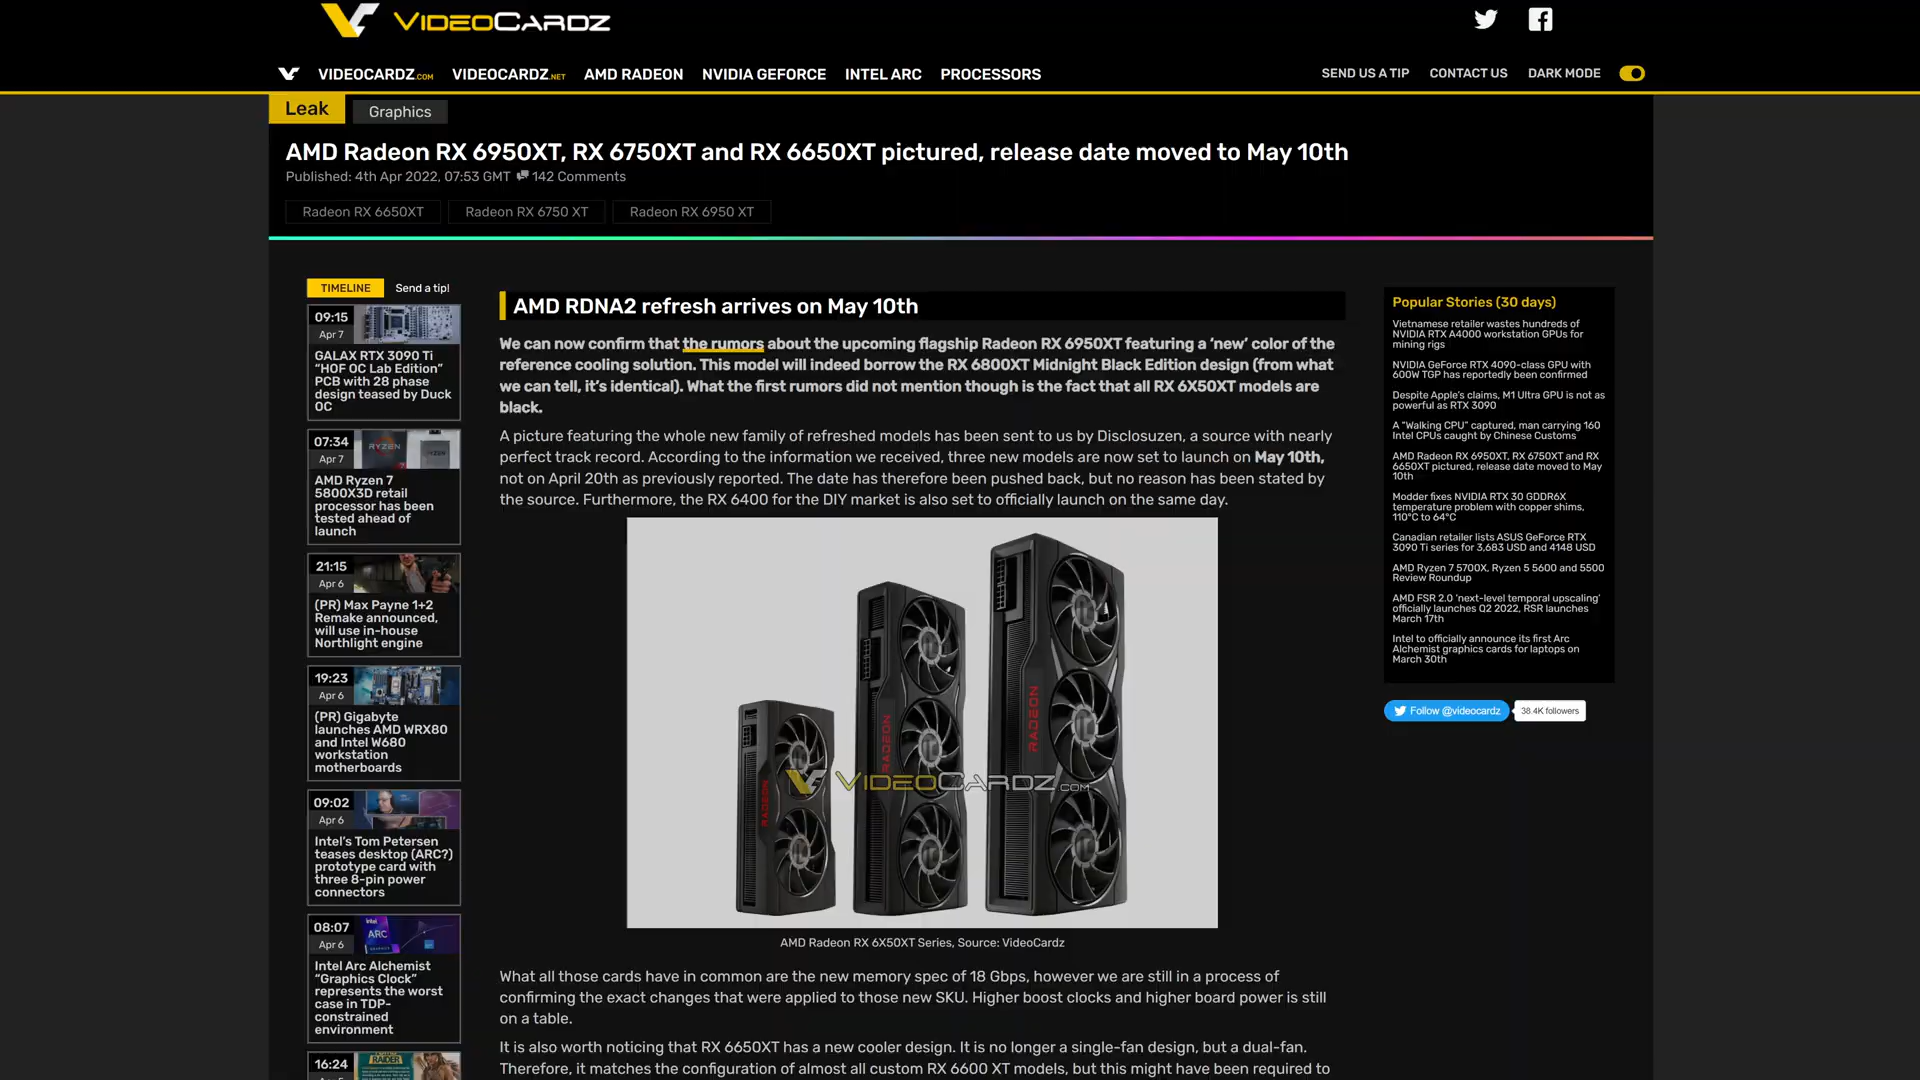 VIDEOCARDZ
VIDEOCARDZ.COM VIDEOCARDZ.NET AMD RADEON NVIDIA GEFORCE INTEL ARC PROCESSORS SEND US A TIP CONTACT US DARK MODE
Leak Graphics
AMD Radeon RX 6950XT, RX 6750XT and RX 6650XT pictured, release date moved to May 10th
Published: 4th Apr 2022, 07:53 GMT 142 Comments
Radeon RX 6650XT Radeon RX 6750 XT Radeon RX 6950 XT
TIMELINE Send a tip!
09:15
Apr 7
GALAX RTX 3090 Ti
“HOF OC Lab Edition”
PCB with 28 phase
design teased by Duck
OC
07:34
Apr 7
RYZEN
AMD Ryzen 7
5800X3D retail
processor has been
tested ahead of
launch
21:15
Apr 6
(PR) Max Payne 1+2
Remake announced,
will use in-house
Northlight engine
19:23
Apr 6
(PR) Gigabyte
launches AMD WRX80
and Intel W680
workstation
motherboards
09:02
Apr 6
Intel’s Tom Petersen
teases desktop (ARC?)
prototype card with
three 8-pin power
connectors
08:07
Apr 6
intel
ARC
Intel Arc Alchemist
“Graphics Clock”
represents the worst
case in TDP-
constrained
environment
16:24
RAIDER
AMD RDNA2 refresh arrives on May 10th
We can now confirm that the rumors about the upcoming flagship Radeon RX 6950XT featuring a ‘new’ color of the
reference cooling solution. This model will indeed borrow the RX 6800XT Midnight Black Edition design (from what
we can tell, it’s identical). What the first rumors did not mention though is the fact that all RX 6X50XT models are
black.
A picture featuring the whole new family of refreshed models has been sent to us by Disclosuzen, a source with nearly
perfect track record. According to the information we received, three new models are now set to launch on May 10th,
not on April 20th as previously reported. The date has therefore been pushed back, but no reason has been stated by
the source. Furthermore, the RX 6400 for the DIY market is also set to officially launch on the same day.
RADEON
RADEON
RADEON
VIDEOCARDZ.COM
AMD Radeon RX 6X50XT Series, Source: VideoCardz
What all those cards have in common are the new memory spec of 18 Gbps, however we are still in a process of
confirming the exact changes that were applied to those new SKU. Higher boost clocks and higher board power is still
on a table.
It is also worth noticing that RX 6650XT has a new cooler design. It is no longer a single-fan design, but a dual-fan.
Therefore, it matches the configuration of almost all custom RX 6600 XT models, but this might have been required to
Popular Stories (30 days)
Vietnamese retailer wastes hundreds of
NVIDIA RTX A4000 workstation GPUs for
mining rigs
NVIDIA GeForce RTX 4090-class GPU with
600W TGP has reportedly been confirmed
Despite Apple’s claims, M1 Ultra GPU is not as
powerful as RTX 3090
A “Walking CPU” captured, man carrying 160
Intel CPUs caught by Chinese Customs
AMD Radeon RX 6950XT, RX 6750XT and RX
6650XT pictured, release date moved to May
10th
Modder fixes NVIDIA RTX 30 GDDR6X
temperature problem with copper shims,
110°C to 64°C
Canadian retailer lists ASUS GeForce RTX
3090 Ti series for 3,683 USD and 4148 USD
AMD Ryzen 7 5700X, Ryzen 5 5600 and 5500
Review Roundup
AMD FSR 2.0 ‘next-level temporal upscaling’
officially launches Q2 2022, RSR launches
March 17th
Intel to officially announce its first Arc
Alchemist graphics cards for laptops on
March 30th
Follow @videocardz 38.4K followers